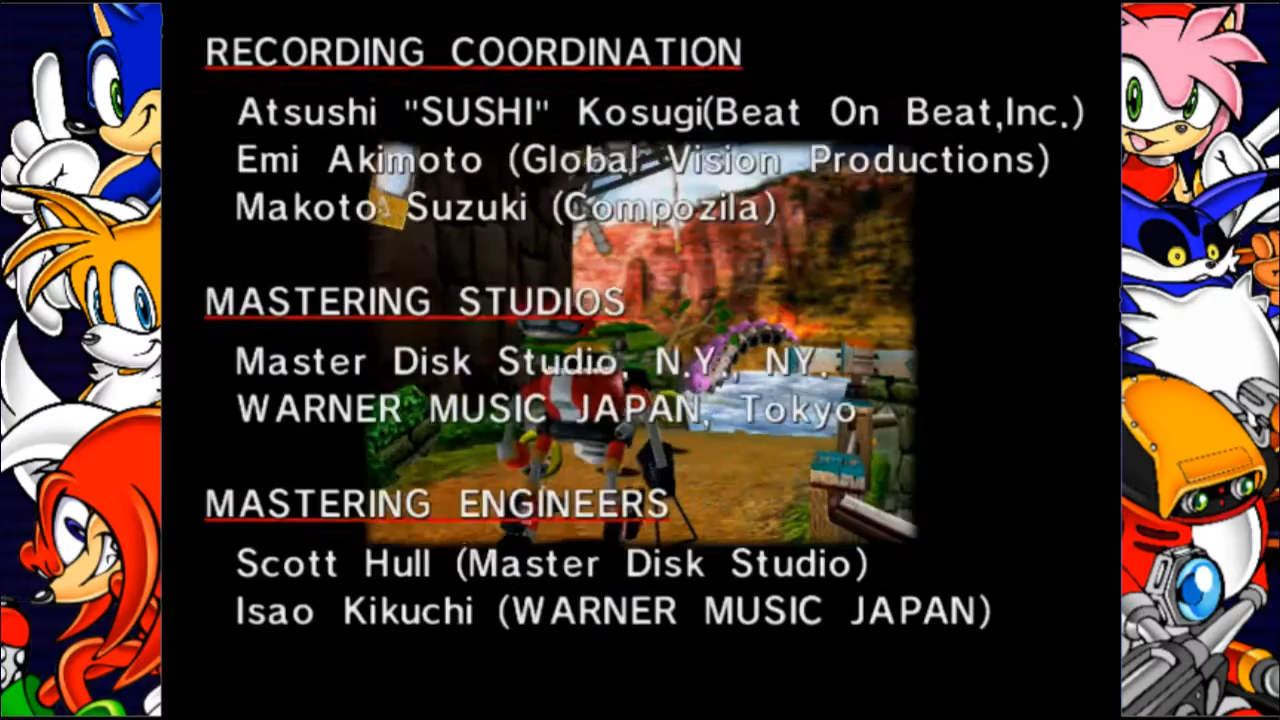 RECORDING COORDINATION
Atsushi "SUSHI" Kosugi(Beat On Beat,Inc.)
Emi Akimoto (Global Vision Productions)
Makoto Suzuki (Compozila)
MASTERING STUDIOS
Master Disk Studio, N.Y., NY.
WARNER MUSIC JAPAN, Tokyo
MASTERING ENGINEERS
Scott Hull (Master Disk Studio)
Isao Kikuchi (WARNER MUSIC JAPAN)